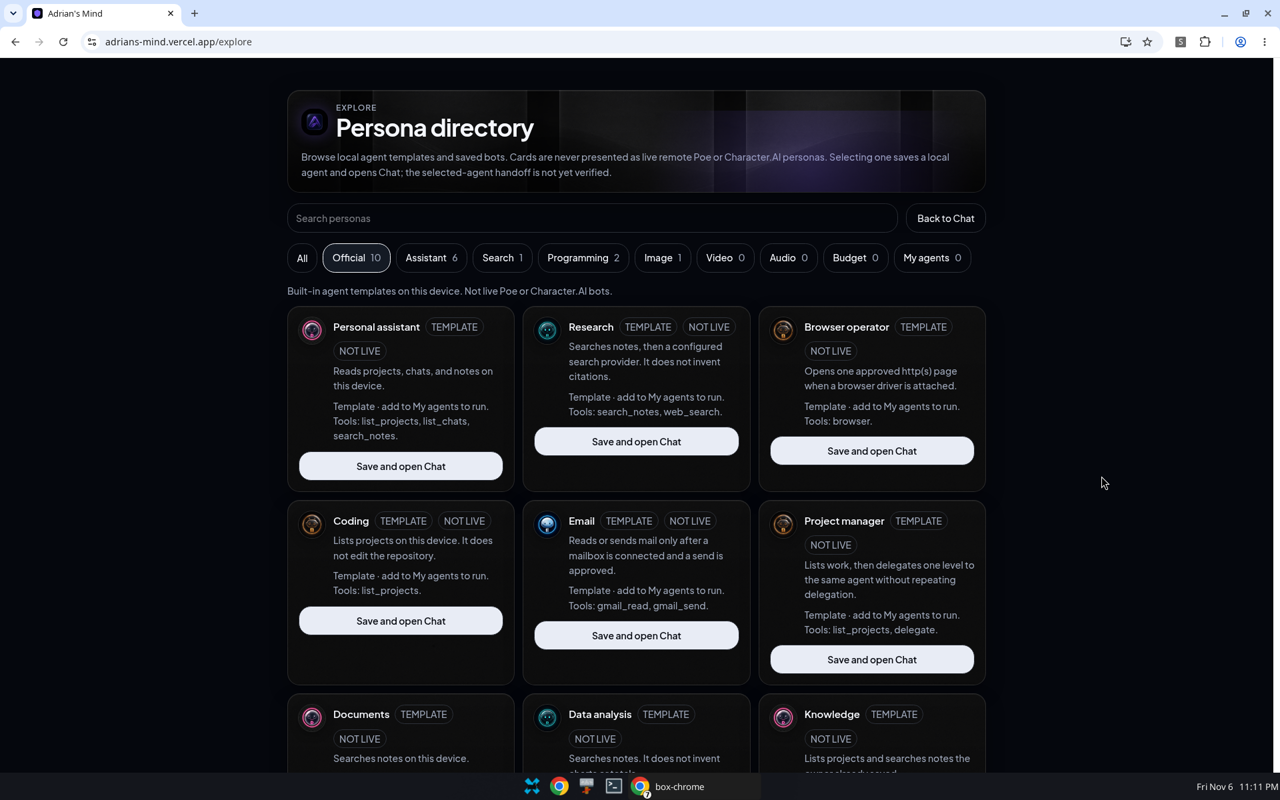 Adrian's Mind
adrians-mind.vercel.app/explore
S
EXPLORE
Persona directory
Browse local agent templates and saved bots. Cards are never presented as live remote Poe or Character.AI personas. Selecting one saves a local
agent and opens Chat; the selected-agent handoff is not yet verified.
Search personas
Back to Chat
All
Official 10
Assistant 6
Search 1
Programming 2
Image 1
Video 0
Audio 0
Budget 0
My agents 0
Built-in agent templates on this device. Not live Poe or Character.AI bots.
Personal assistant TEMPLATE
NOT LIVE
Reads projects, chats, and notes on
this device.
Template · add to My agents to run.
Tools: list_projects, list_chats,
search_notes.
Save and open Chat
Research TEMPLATE NOT LIVE
Searches notes, then a configured
search provider. It does not invent
citations.
Template · add to My agents to run.
Tools: search_notes, web_search.
Save and open Chat
Browser operator TEMPLATE
NOT LIVE
Opens one approved http(s) page
when a browser driver is attached.
Template · add to My agents to run.
Tools: browser.
Save and open Chat
Coding TEMPLATE NOT LIVE
Lists projects on this device. It does
not edit the repository.
Template · add to My agents to run.
Tools: list_projects.
Save and open Chat
Email TEMPLATE NOT LIVE
Reads or sends mail only after a
mailbox is connected and a send is
approved.
Template · add to My agents to run.
Tools: gmail_read, gmail_send.
Save and open Chat
Project manager TEMPLATE
NOT LIVE
Lists work, then delegates one level to
the same agent without repeating
delegation.
Template · add to My agents to run.
Tools: list_projects, delegate.
Save and open Chat
Documents TEMPLATE
NOT LIVE
Searches notes on this device.
Data analysis TEMPLATE
NOT LIVE
Searches notes. It does not invent
Knowledge TEMPLATE
NOT LIVE
Lists projects and searches notes the
7
box-chrome
Fri Nov 6 11:11 PM